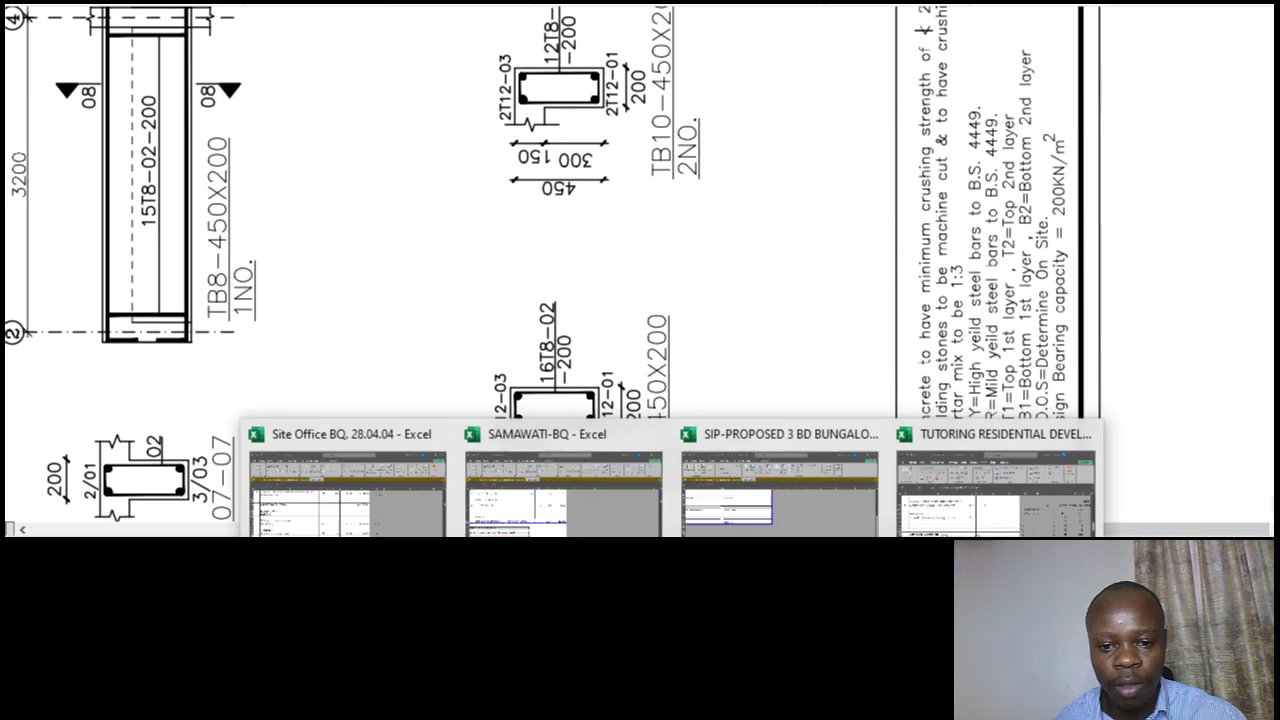 4
3200
08
08
15T8-02-200
TB8-450X200
1NO.
2
200
2/01
02
3/03
07-07
2T12-03
12T8-
-200
2T12-01
200
150
300
450
TB10-450X20
2NO.
16T8-02
-200
2-03
12-01
200
450X200
crete to have minimum crushing strength of
lding stones to be machine cut & to have crushi
rtar mix to be 1:3
Y=High yeild steel bars to B.S. 4449.
R=Mild yeild steel bars to B.S. 4449.
T1=Top 1st layer , T2=Top 2nd layer
B1=Bottom 1st layer , B2=Bottom 2nd layer
D.O.S=Determine On Site.
sign Bearing capacity = 200KN/m²
Site Office BQ. 28.04.04 - Excel
SAMAWATI-BQ - Excel
SIP-PROPOSED 3 BD BUNGALO...
TUTORING RESIDENTIAL DEVEL...